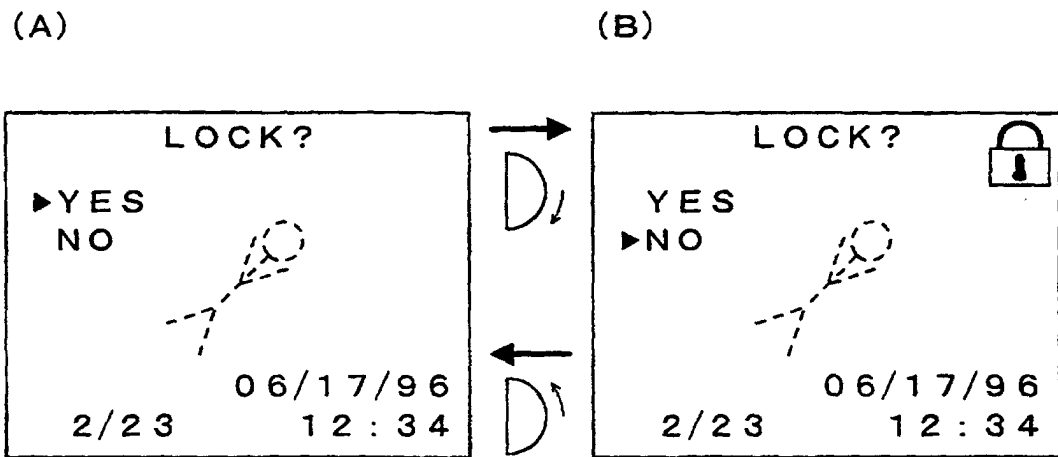 (A)
LOCK?
▶YES
NO
06/17/96
2/23 12:34
(B)
LOCK?
YES
▶NO
06/17/96
2/23 12:34